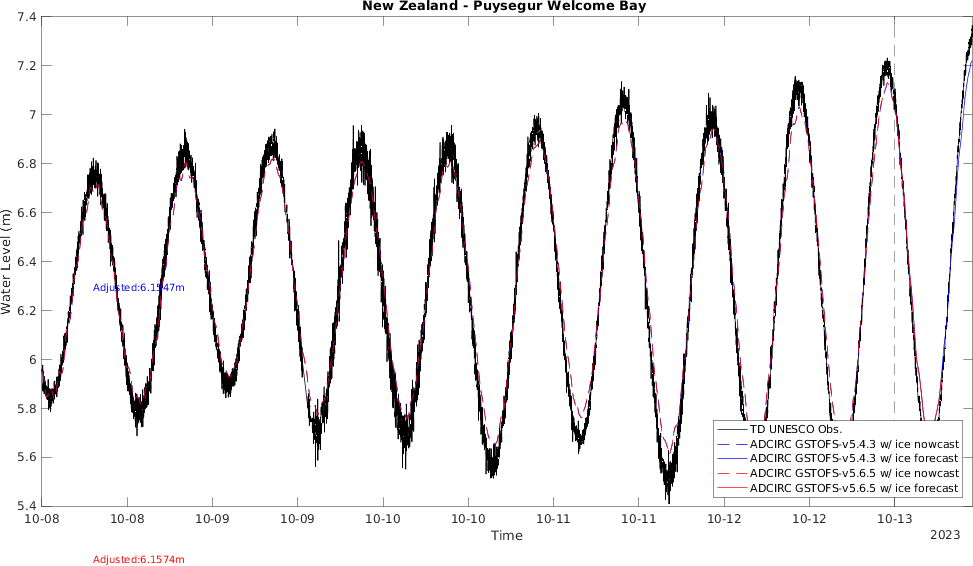 New Zealand - Puysegur Welcome Bay
7.4
7.2
7
6.8
6.6
6.4
6.2
6
5.8
5.6
5.4
Water Level (m)
Adjusted:6.1547m
TD UNESCO Obs.
ADCIRC GSTOFS-v5.4.3 w/ ice nowcast
ADCIRC GSTOFS-v5.4.3 w/ ice forecast
ADCIRC GSTOFS-v5.6.5 w/ ice nowcast
ADCIRC GSTOFS-v5.6.5 w/ ice forecast
10-08 10-08 10-09 10-09 10-10 10-10 10-11 10-11 10-12 10-12 10-13
Time
2023
Adjusted:6.1574m